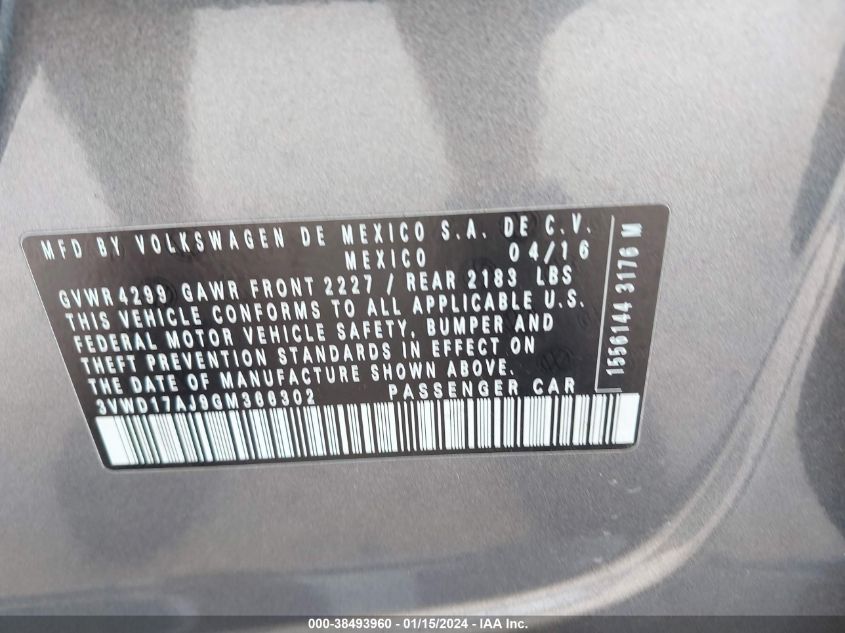 MFD BY VOLKSWAGEN DE MEXICO S.A. DE C.V.
MEXICO 04/16
GVWR4299 GAWR FRONT 2227 / REAR 2183 LBS
THIS VEHICLE CONFORMS TO ALL APPLICABLE U.S.
FEDERAL MOTOR VEHICLE SAFETY, BUMPER AND
THEFT PREVENTION STANDARDS IN EFFECT ON
THE DATE OF MANUFACTURE SHOWN ABOVE.
3VWD17AJ9GM366302 PASSENGER CAR
1556144 3176 M
000-38493960 - 01/15/2024 - IAA Inc.